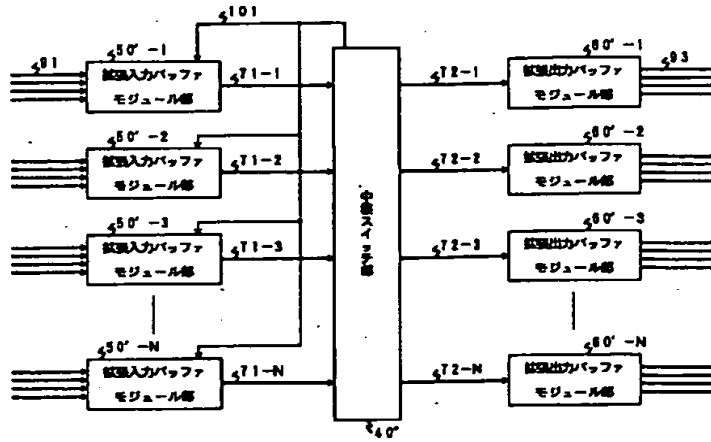 101
91
50'-1
拡張入力バッファ
モジュール部
71-1
72-1
60'-1
拡張出力バッファ
モジュール部
93
50'-2
拡張入力バッファ
モジュール部
71-2
72-2
60'-2
拡張出力バッファ
モジュール部
50'-3
拡張入力バッファ
モジュール部
71-3
72-3
60'-3
拡張出力バッファ
モジュール部
50'-N
拡張入力バッファ
モジュール部
71-N
72-N
60'-N
拡張出力バッファ
モジュール部
スイッチ部
40"